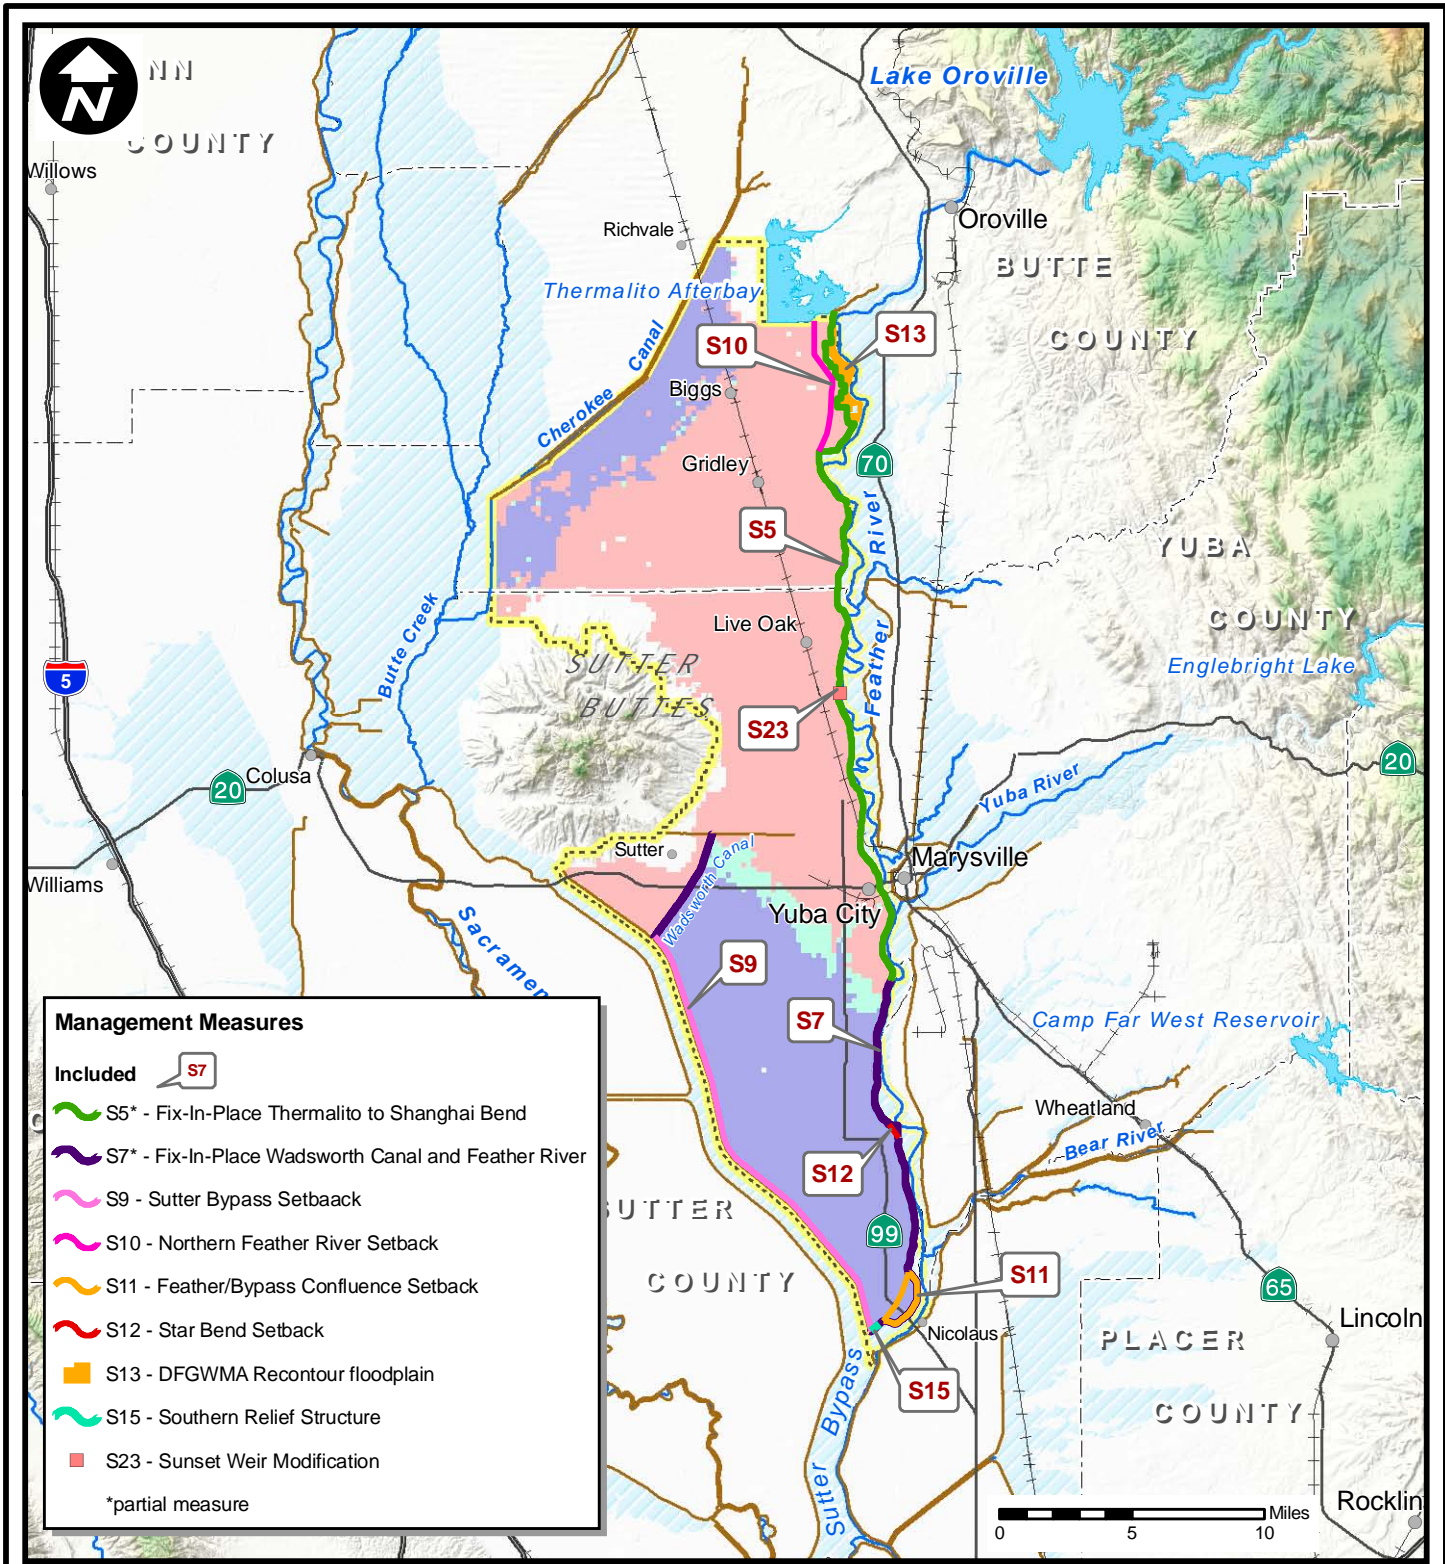 N
NN
COUNTY
Lake Oroville
Willows
Oroville
Richvale
BUTTE
Thermalito Afterbay
COUNTY
S13
S10
Canal
Biggs
Cherokee
Gridley
70
River
S5
YUBA
Live Oak
COUNTY
Butte Creek
SUTTER
Feather
Englebright Lake
5
BUTTES
S23
20
Colusa
20
Yuba River
Sutter
Wadsworth Canal
Marysville
Williams
Yuba City
Sacramen
S9
S7
Camp Far West Reservoir
Wheatland
Bear River
S12
SUTTER
99
COUNTY
S11
65
Nicolaus
Lincoln
PLACER
S15
COUNTY
Sutter Bypass
Rocklin
Miles
0 5 10
Management Measures
Included S7
S5* - Fix-In-Place Thermalito to Shanghai Bend
S7* - Fix-In-Place Wadsworth Canal and Feather River
S9 - Sutter Bypass Setbaack
S10 - Northern Feather River Setback
S11 - Feather/Bypass Confluence Setback
S12 - Star Bend Setback
S13 - DFGWMA Recontour floodplain
S15 - Southern Relief Structure
S23 - Sunset Weir Modification
*partial measure